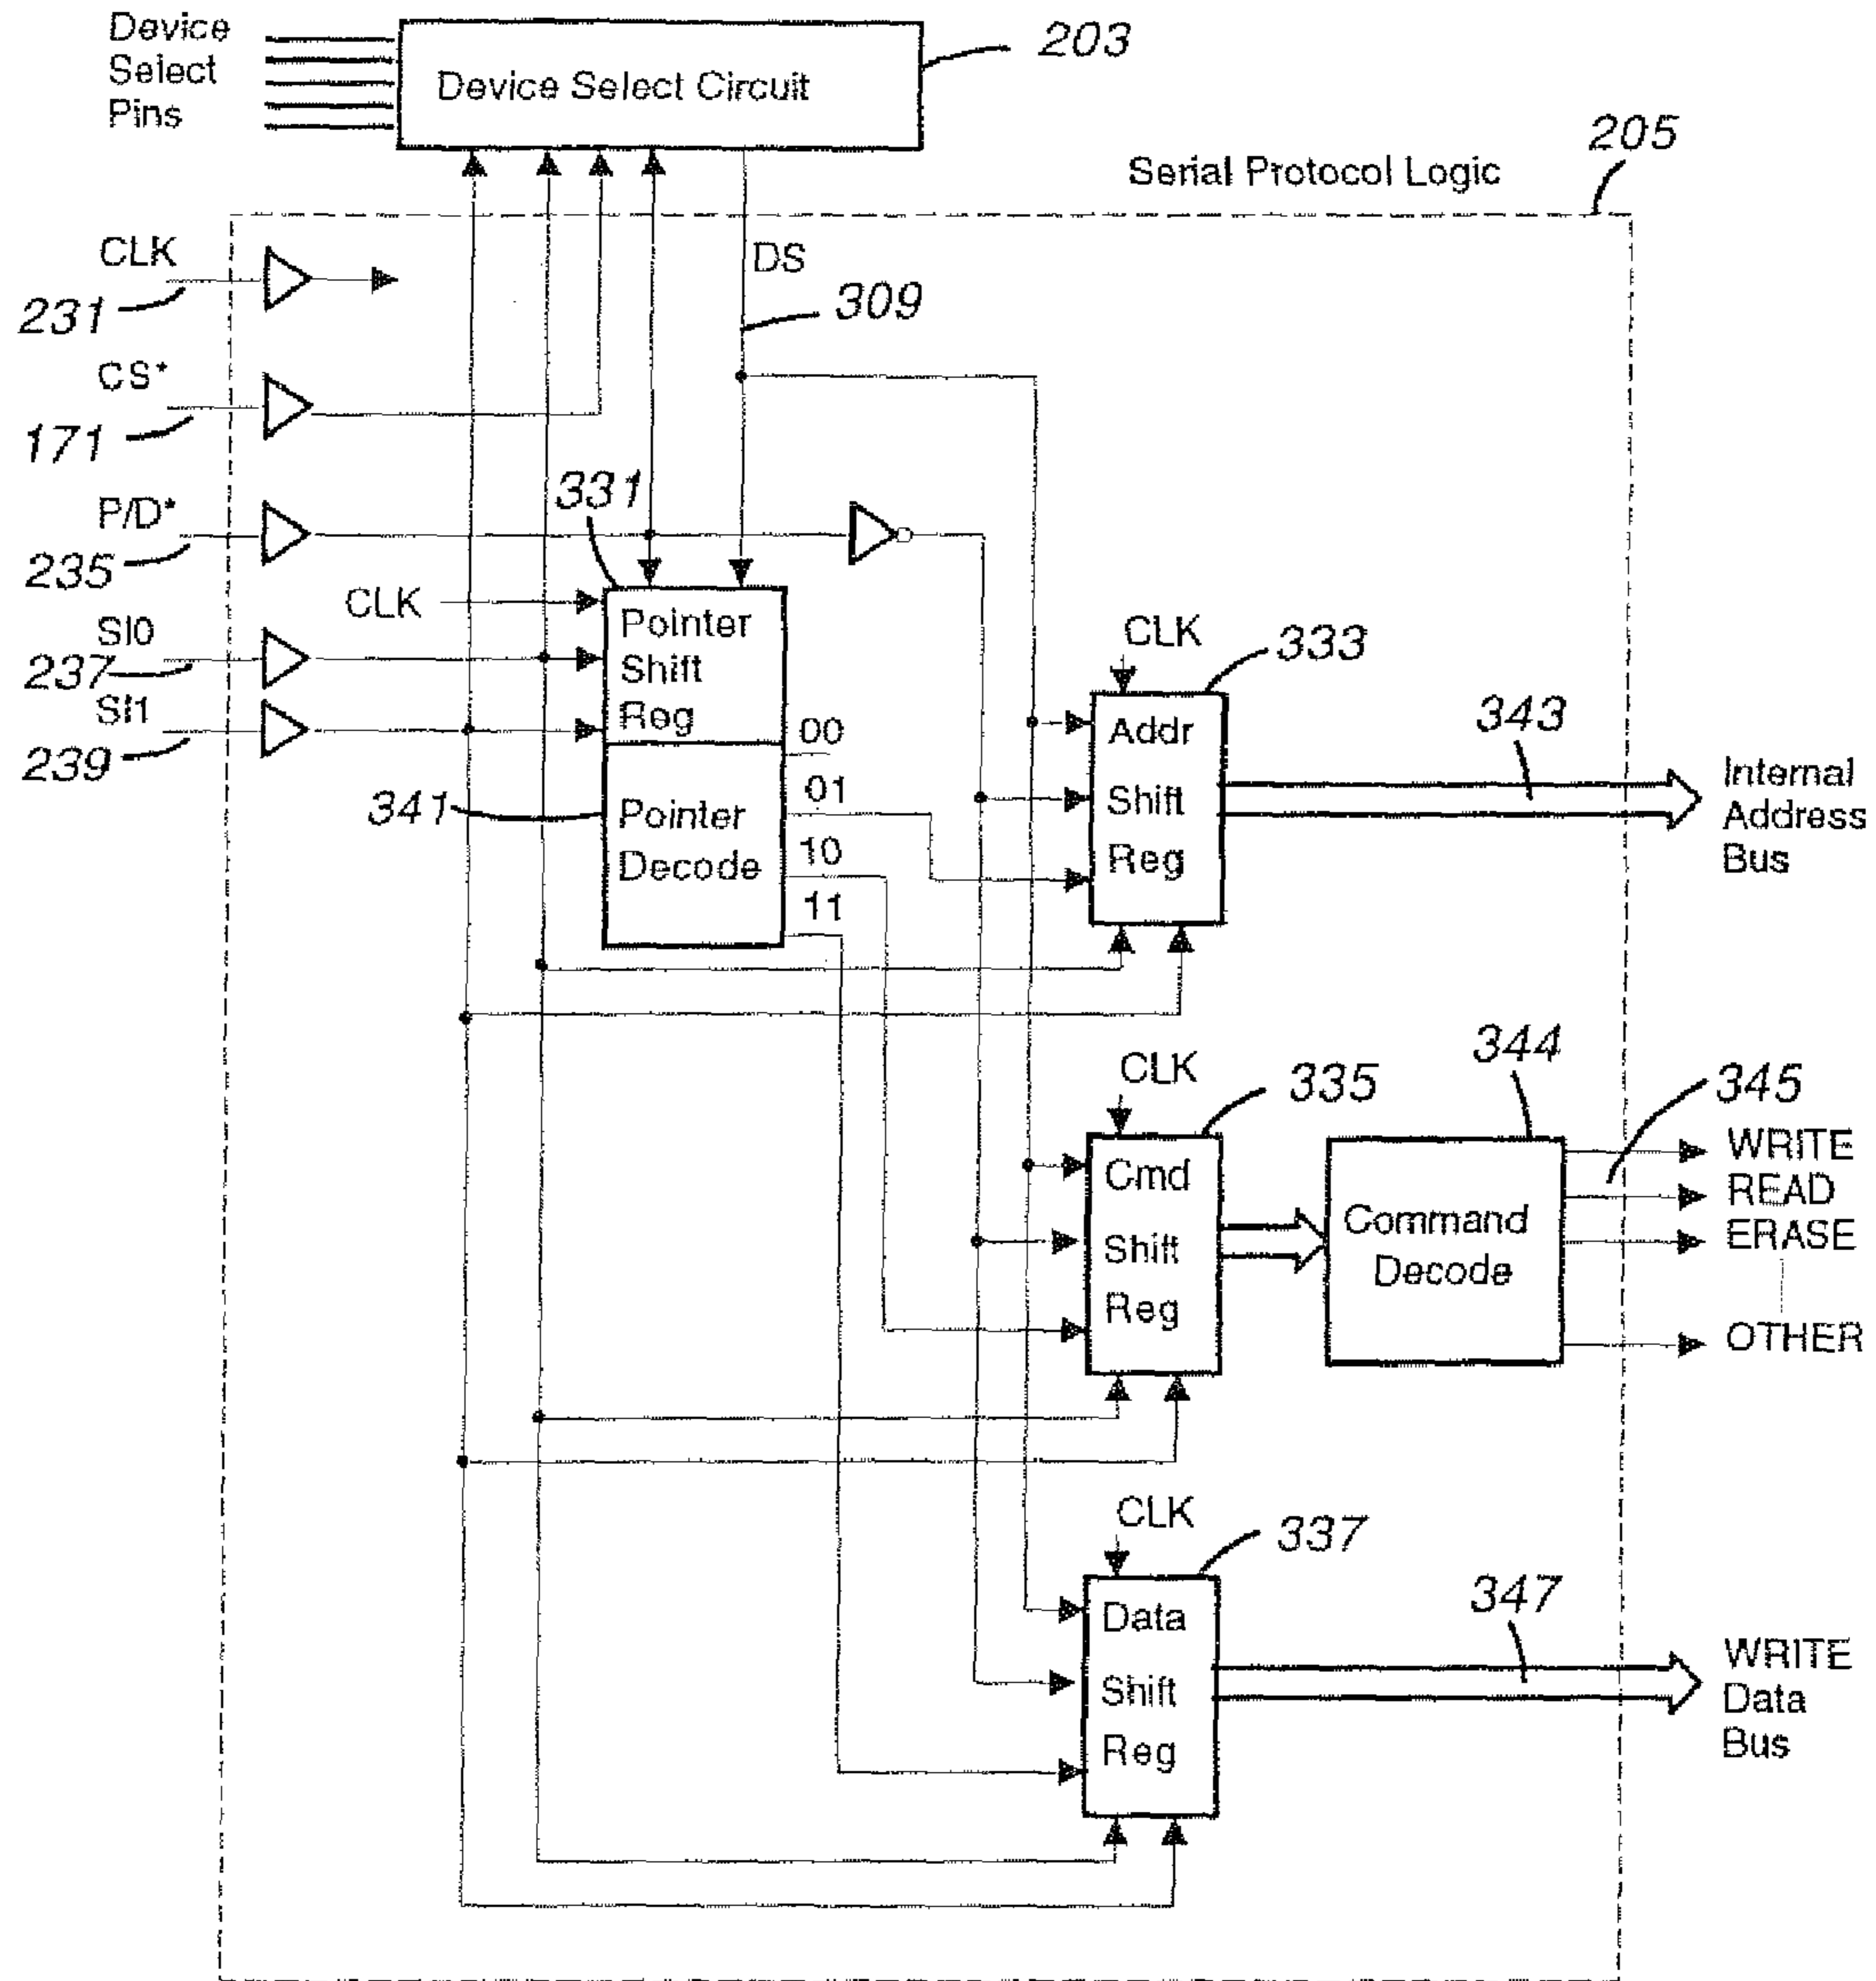 Device
Select
Pins
Device Select Circuit
203
205
Serial Protocol Logic
CLK
231
DS
309
CS*
171
P/D*
235
331
CLK
SI0
237
SI1
239
Pointer
Shift
Reg
00
01
10
11
341
Pointer
Decode
CLK
333
Addr
Shift
Reg
343
Internal
Address
Bus
CLK
335
Cmd
Shift
Reg
344
Command
Decode
345
WRITE
READ
ERASE
OTHER
CLK
337
Data
Shift
Reg
347
WRITE
Data
Bus